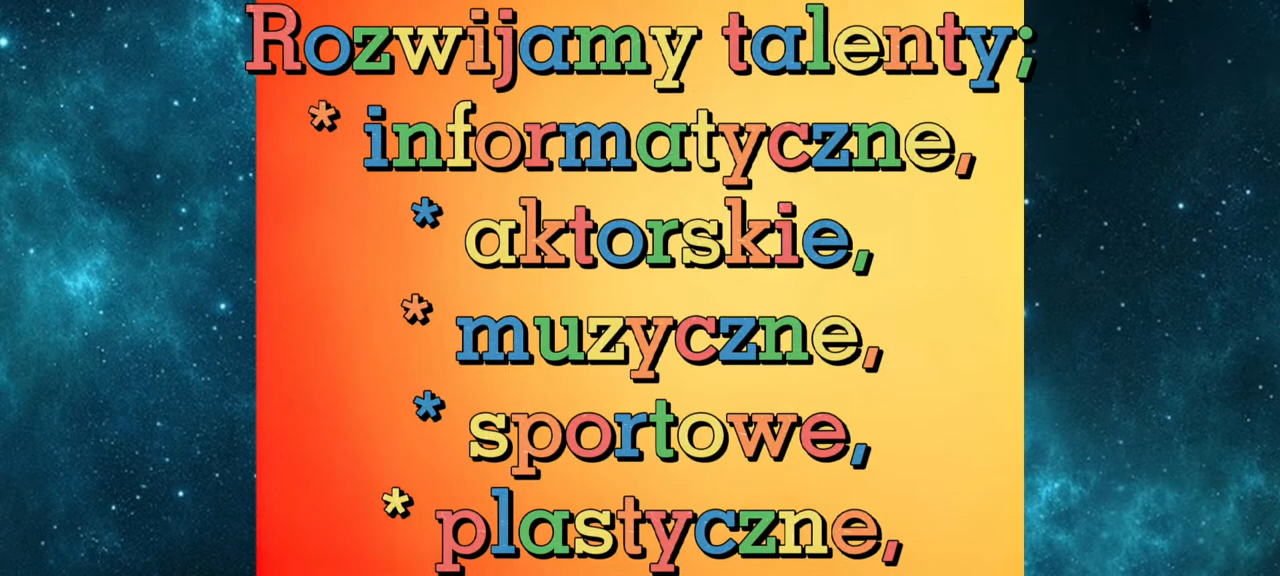 Rozwijamy talenty;
* informatyczne,
* aktorskie,
* muzyczne,
* sportowe,
* plastyczne,